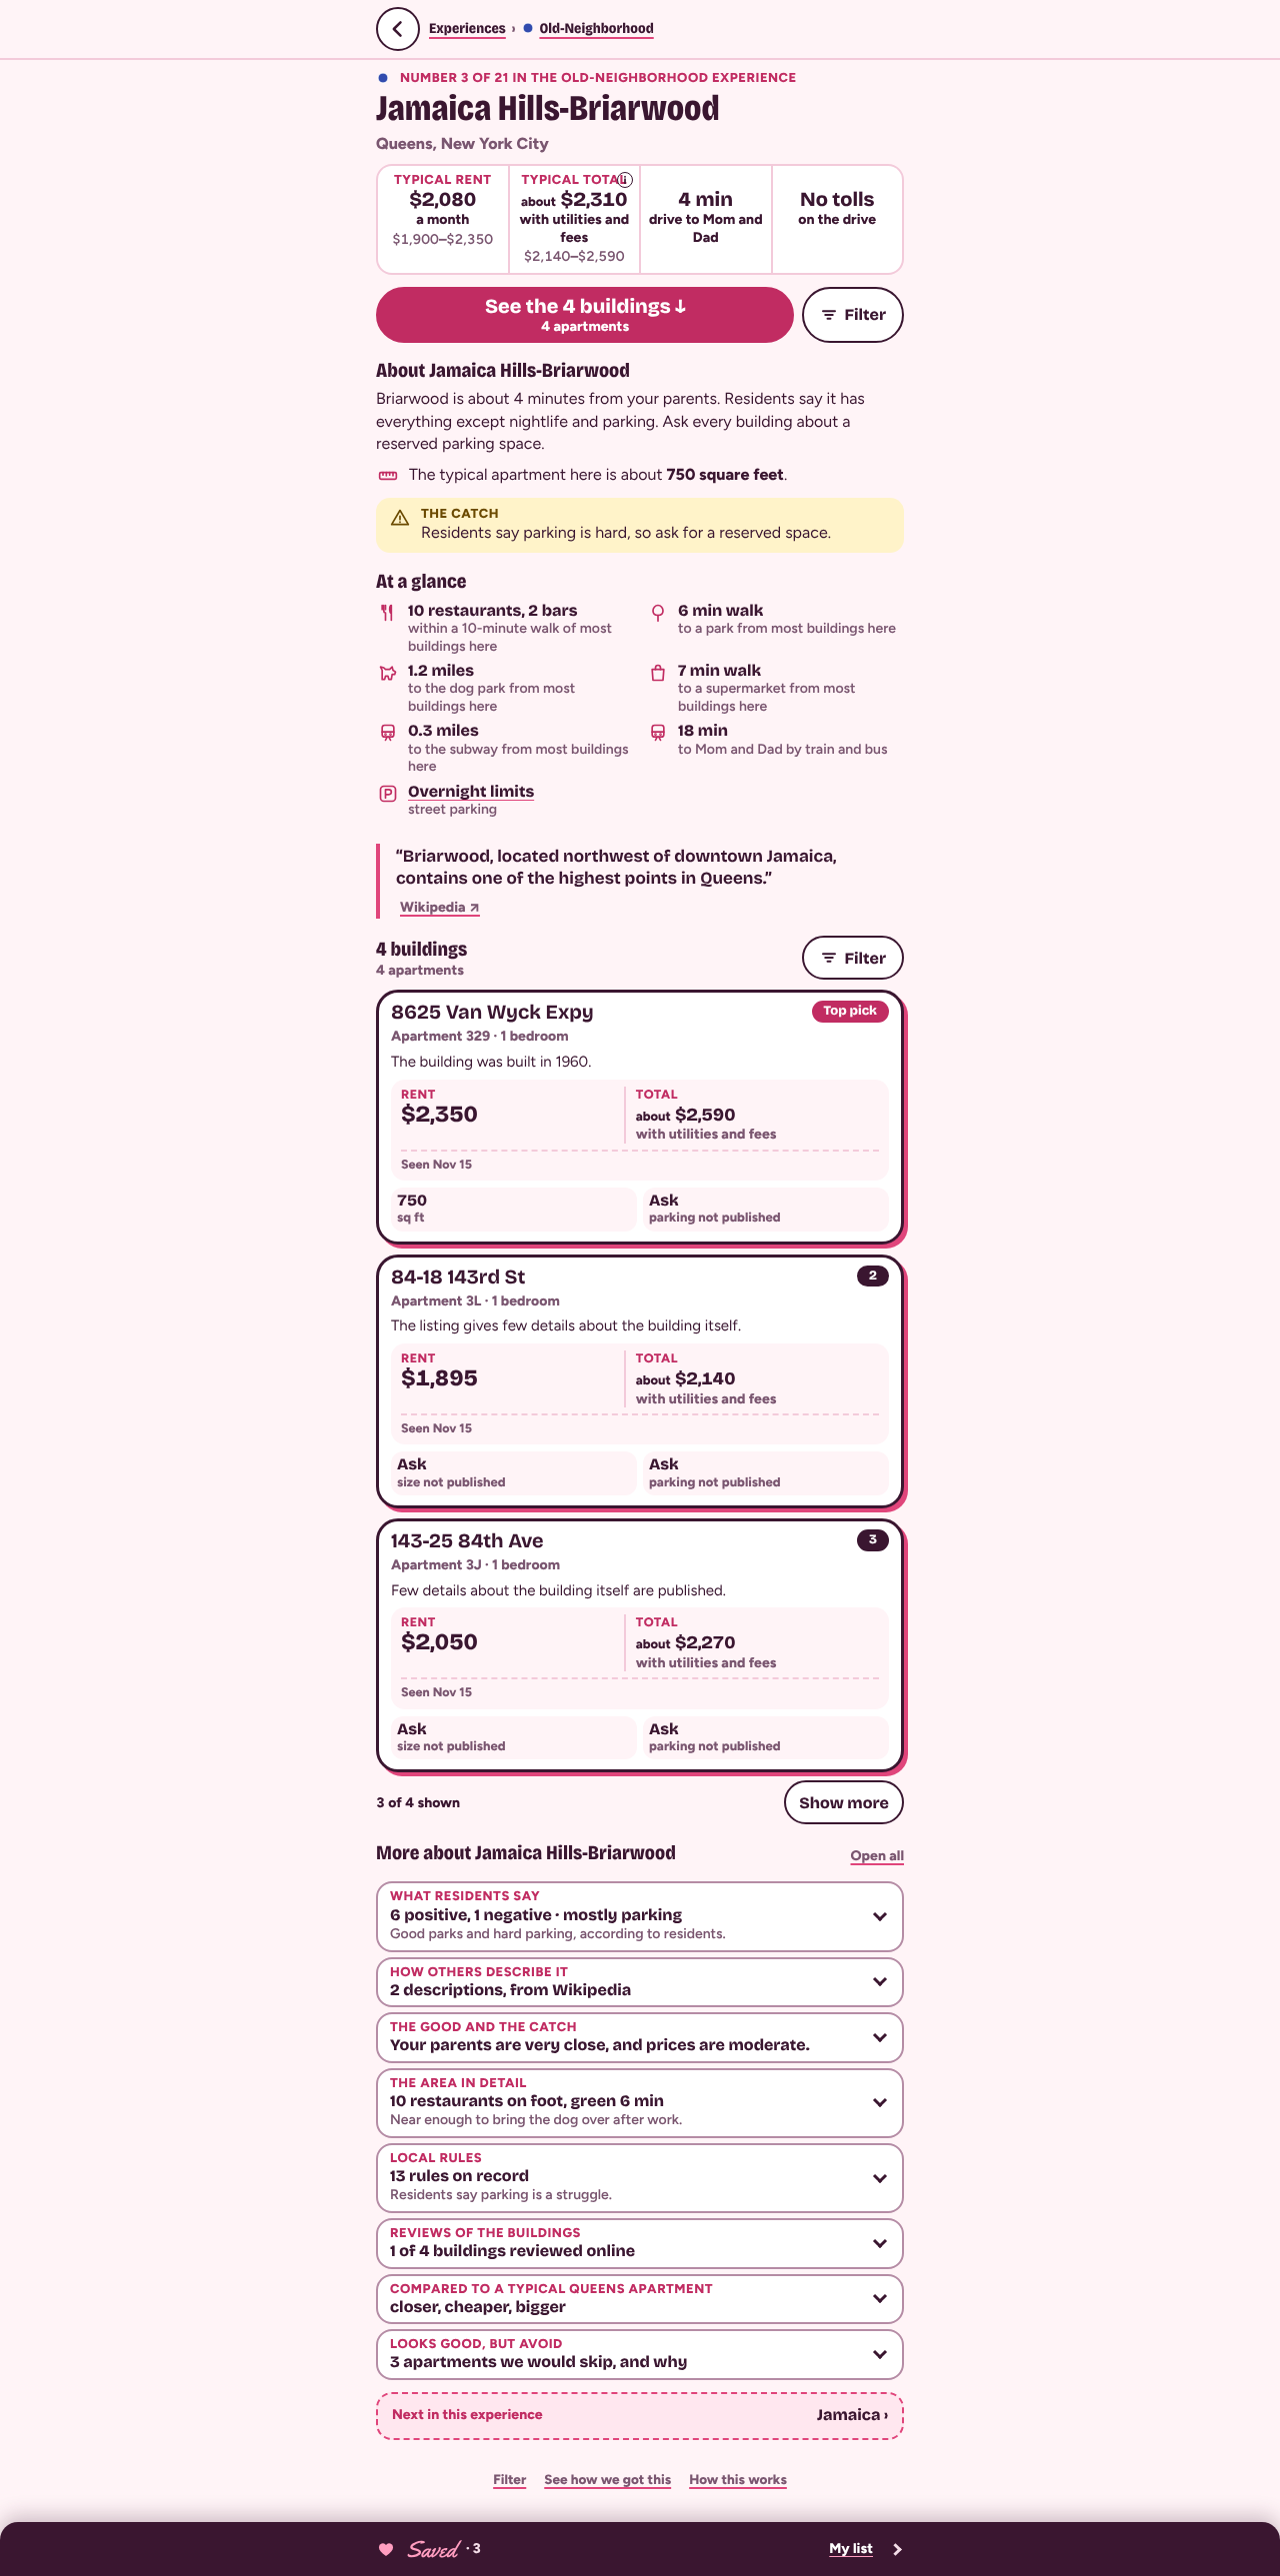 Experiences › Old-Neighborhood
NUMBER 3 OF 21 IN THE OLD-NEIGHBORHOOD EXPERIENCE
Jamaica Hills-Briarwood
Queens, New York City
TYPICAL RENT
$2,080
a month
$1,900–$2,350
TYPICAL TOTAL
about $2,310
with utilities and
fees
$2,140–$2,590
4 min
drive to Mom and
Dad
No tolls
on the drive
See the 4 buildings ↓
4 apartments
Filter
About Jamaica Hills-Briarwood
Briarwood is about 4 minutes from your parents. Residents say it has
everything except nightlife and parking. Ask every building about a
reserved parking space.
The typical apartment here is about 750 square feet.
THE CATCH
Residents say parking is hard, so ask for a reserved space.
At a glance
10 restaurants, 2 bars
within a 10-minute walk of most
buildings here
6 min walk
to a park from most buildings here
1.2 miles
to the dog park from most
buildings here
7 min walk
to a supermarket from most
buildings here
0.3 miles
to the subway from most buildings
here
18 min
to Mom and Dad by train and bus
Overnight limits
street parking
“Briarwood, located northwest of downtown Jamaica,
contains one of the highest points in Queens.”
Wikipedia ↗
4 buildings
4 apartments
Filter
8625 Van Wyck Expy
Top pick
Apartment 329 · 1 bedroom
The building was built in 1960.
RENT
$2,350
TOTAL
about $2,590
with utilities and fees
Seen Nov 15
750
sq ft
Ask
parking not published
84-18 143rd St
2
Apartment 3L · 1 bedroom
The listing gives few details about the building itself.
RENT
$1,895
TOTAL
about $2,140
with utilities and fees
Seen Nov 15
Ask
size not published
Ask
parking not published
143-25 84th Ave
3
Apartment 3J · 1 bedroom
Few details about the building itself are published.
RENT
$2,050
TOTAL
about $2,270
with utilities and fees
Seen Nov 15
Ask
size not published
Ask
parking not published
3 of 4 shown
Show more
More about Jamaica Hills-Briarwood
Open all
WHAT RESIDENTS SAY
6 positive, 1 negative · mostly parking
Good parks and hard parking, according to residents.
HOW OTHERS DESCRIBE IT
2 descriptions, from Wikipedia
THE GOOD AND THE CATCH
Your parents are very close, and prices are moderate.
THE AREA IN DETAIL
10 restaurants on foot, green 6 min
Near enough to bring the dog over after work.
LOCAL RULES
13 rules on record
Residents say parking is a struggle.
REVIEWS OF THE BUILDINGS
1 of 4 buildings reviewed online
COMPARED TO A TYPICAL QUEENS APARTMENT
closer, cheaper, bigger
LOOKS GOOD, BUT AVOID
3 apartments we would skip, and why
Next in this experience
Jamaica ›
Filter
See how we got this
How this works
Saved · 3
My list